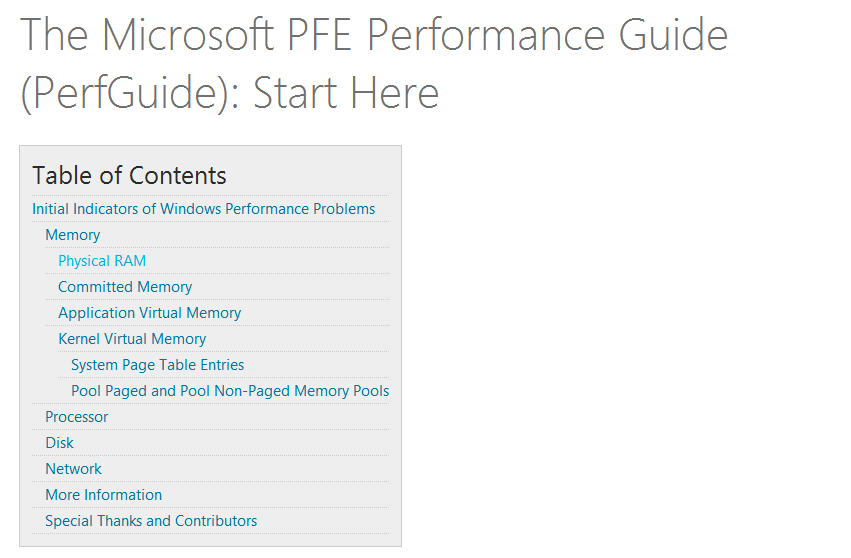 The Microsoft PFE Performance Guide
(PerfGuide): Start Here
Table of Contents
Initial Indicators of Windows Performance Problems
Memory
Physical RAM
Committed Memory
Application Virtual Memory
Kernel Virtual Memory
System Page Table Entries
Pool Paged and Pool Non-Paged Memory Pools
Processor
Disk
Network
More Information
Special Thanks and Contributors